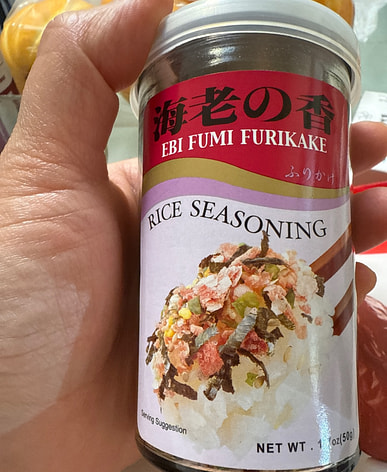 海老の香
EBI FUMI FURIKAKE
ふりかけ
RICE SEASONING
Serving Suggestion
NET WT. oz(50g)